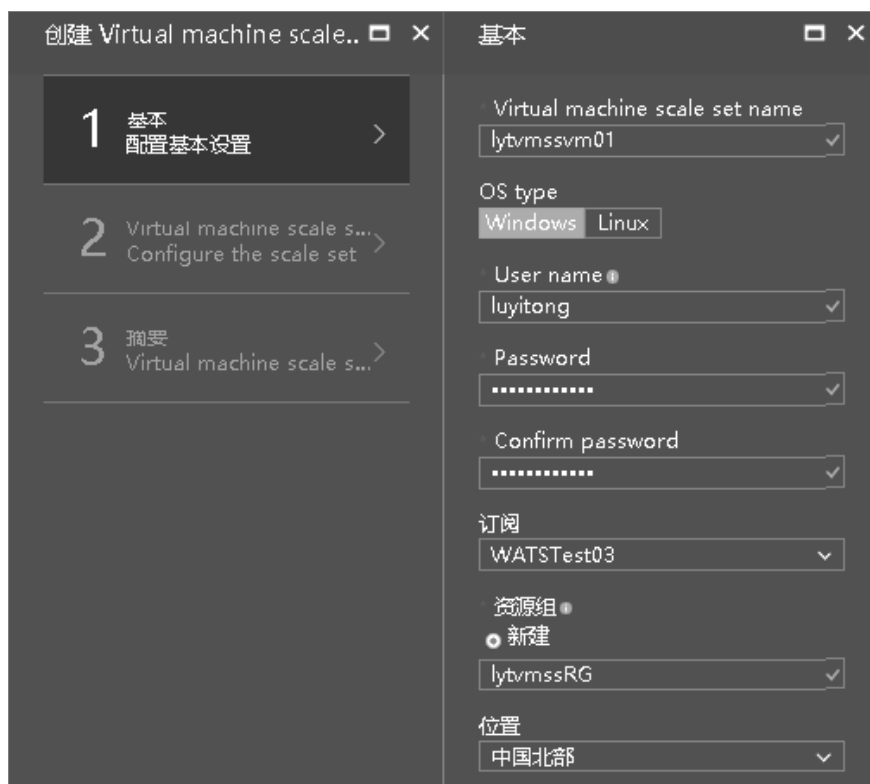 创建 Virtual machine scale..
1
基本
配置基本设置
2
Virtual machine scale s...
Configure the scale set
3
摘要
Virtual machine scale s...
基本
Virtual machine scale set name
lytvmssvm01
OS type
Windows Linux
User name
luyitong
Password
••••••••••••
Confirm password
••••••••••••
订阅
WATSTest03
资源组
新建
lytvmssRG
位置
中国北部